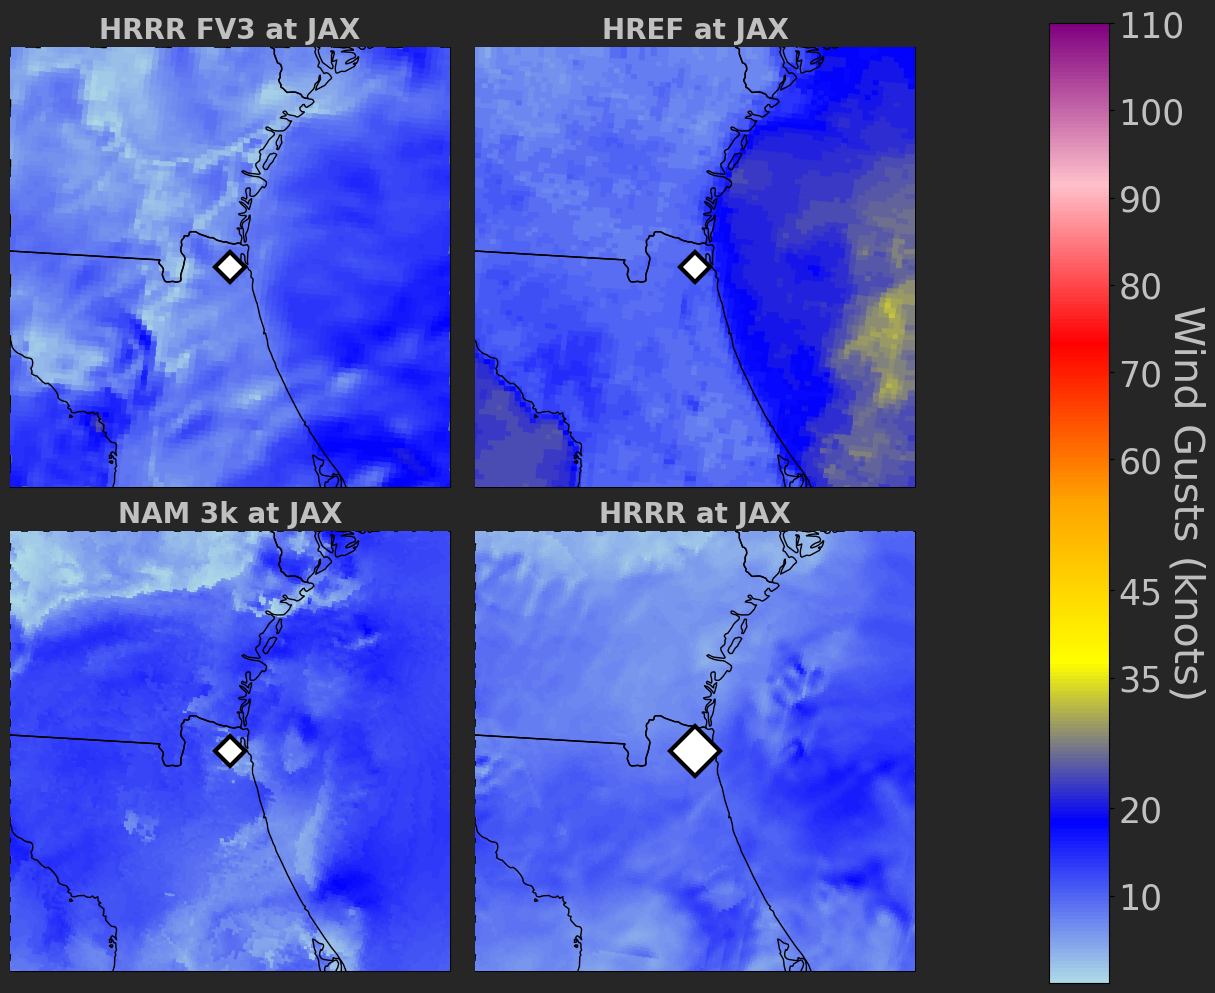 HRRR FV3 at JAX
HREF at JAX
NAM 3k at JAX
HRRR at JAX
110
100
90
80
70
60
45
35
20
10
Wind Gusts (knots)